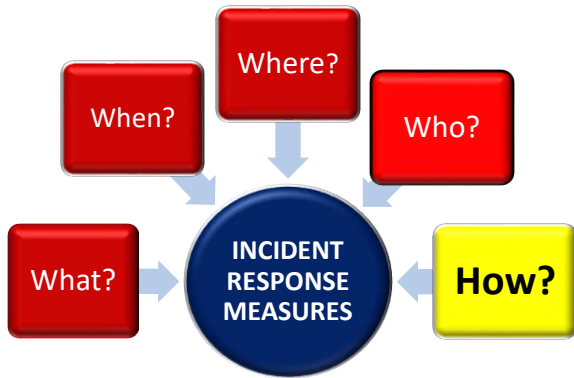 Where?
When?
Who?
What?
INCIDENT
RESPONSE
MEASURES
How?